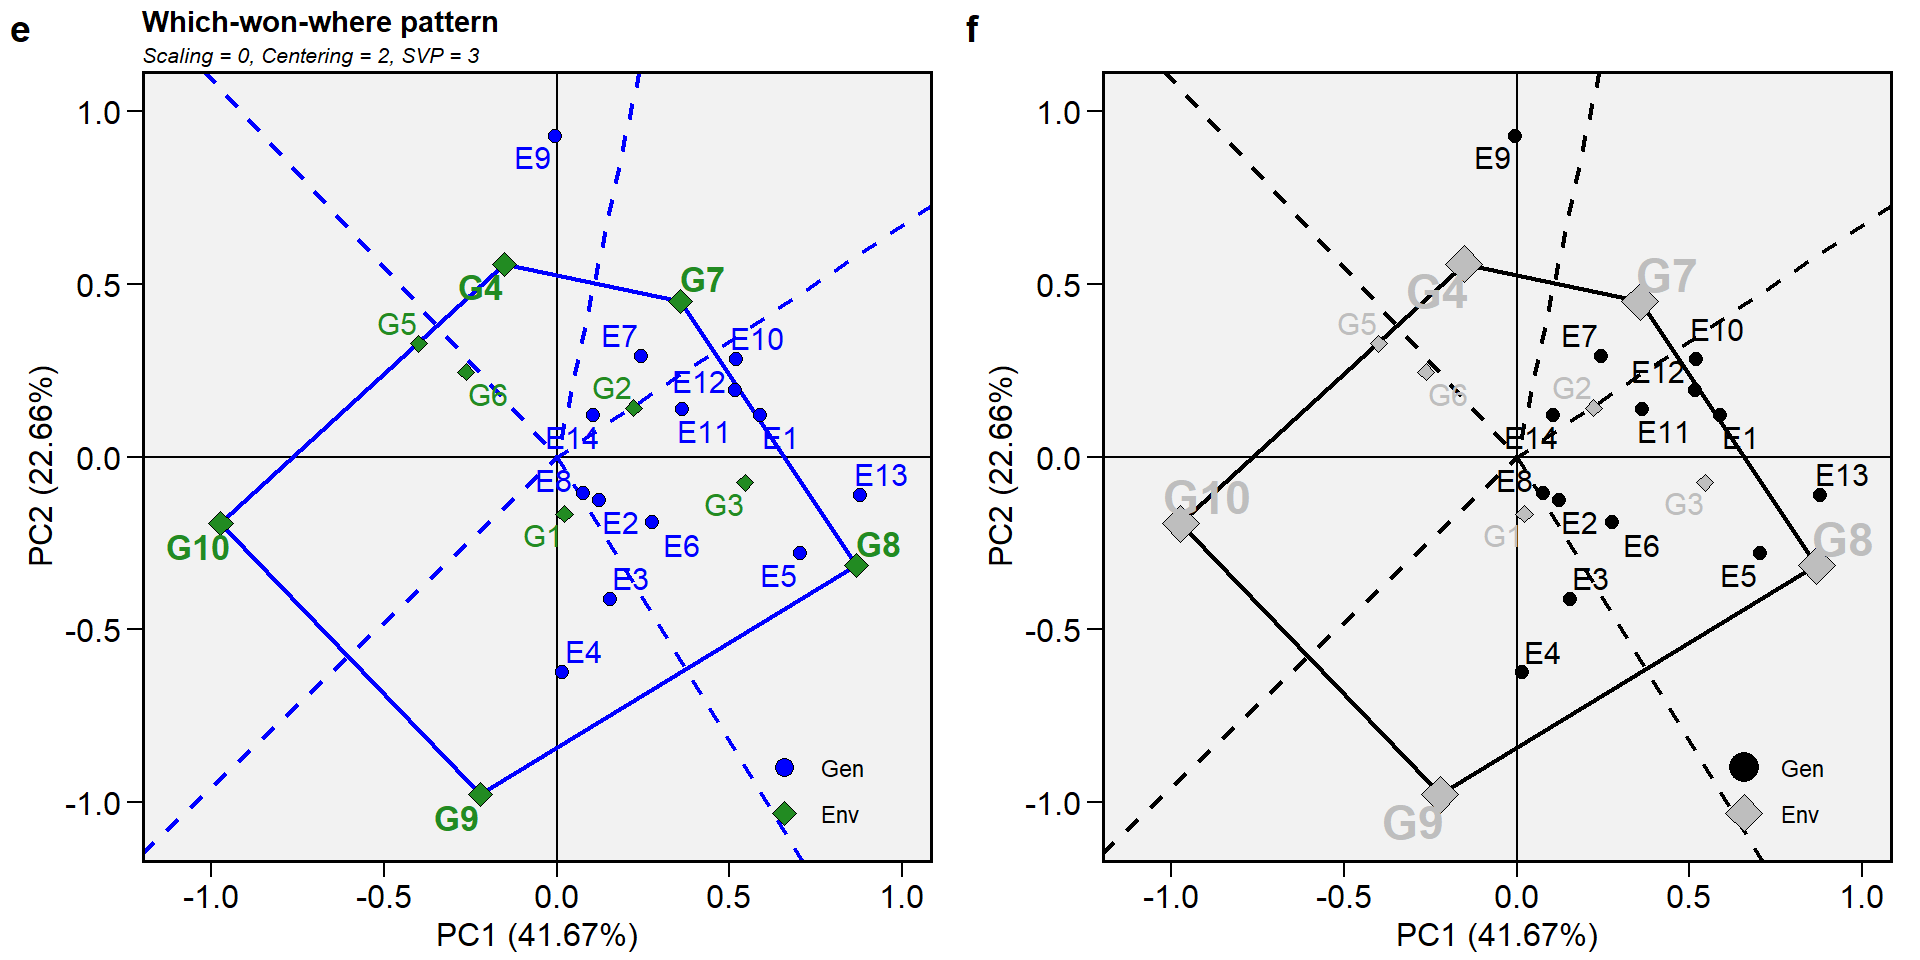 e
Which-won-where pattern
Scaling = 0, Centering = 2, SVP = 3
1.0
0.5
0.0
-0.5
-1.0
PC2 (22.66%)
E9
G4
G7
G5
E7
E10
G6
G2
E12
E14
E11
E1
E8
E13
G1
E2
G3
G10
E6
G8
E3
E5
E4
G9
Gen
Env
-1.0
-0.5
0.0
0.5
1.0
PC1 (41.67%)
f
1.0
0.5
0.0
-0.5
-1.0
PC2 (22.66%)
E9
G4
G7
G5
E7
E10
G6
G2
E12
E14
E11
E1
E8
E13
G10
G1
E2
G3
E6
G8
E3
E5
E4
G9
Gen
Env
-1.0
-0.5
0.0
0.5
1.0
PC1 (41.67%)